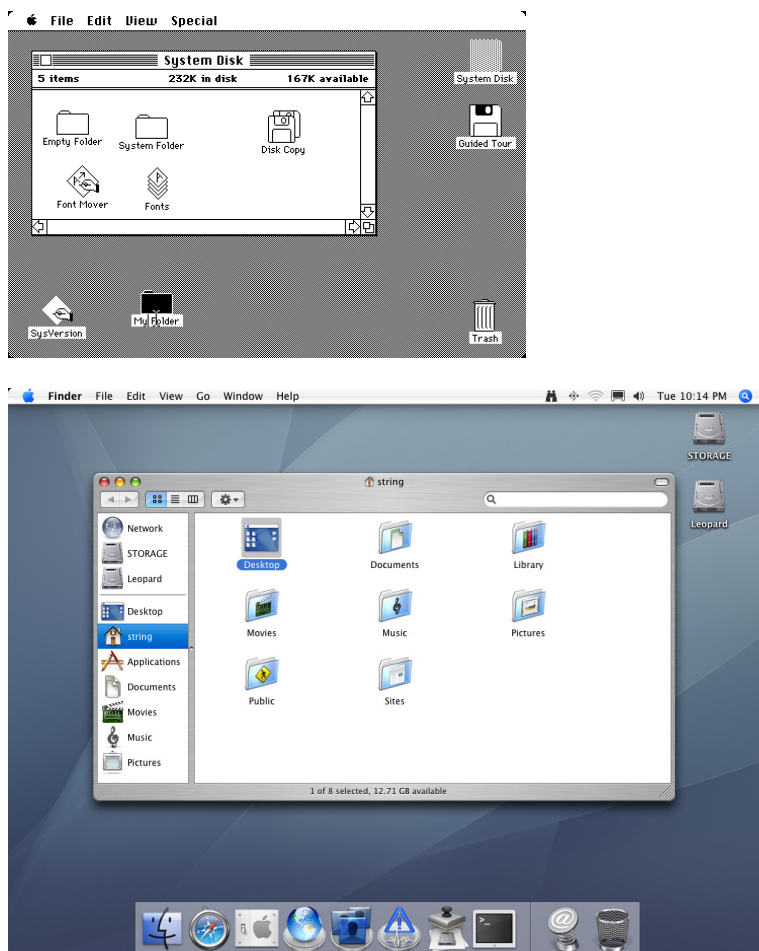 File Edit View Special
System Disk
5 items 232K in disk 167K available
System Disk
Empty Folder System Folder Disk Copy
Guided Tour
Font Mover Fonts
SysVersion My Folder Trash
Finder File Edit View Go Window Help Tue 10:14 PM
STORAGE
string
Leopard
Network
STORAGE
Leopard
Desktop
string
Applications
Documents
Movies
Music
Pictures
Desktop Documents Library
Movies Music Pictures
Public Sites
1 of 8 selected, 12.71 GB available